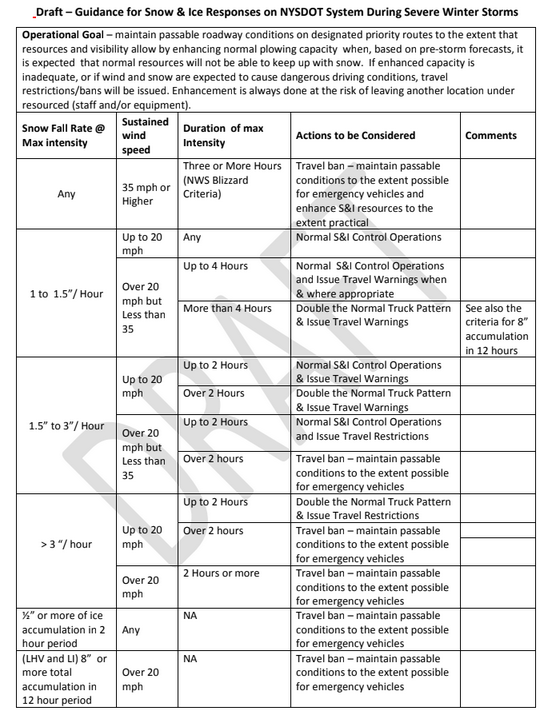 Draft – Guidance for Snow & Ice Responses on NYSDOT System During Severe Winter Storms
Operational Goal – maintain passable roadway conditions on designated priority routes to the extent that
resources and visibility allow by enhancing normal plowing capacity when, based on pre-storm forecasts, it
is expected that normal resources will not be able to keep up with snow. If enhanced capacity is
inadequate, or if wind and snow are expected to cause dangerous driving conditions, travel
restrictions/bans will be issued. Enhancement is always done at the risk of leaving another location under
resourced (staff and/or equipment).
Snow Fall Rate @
Max intensity
Sustained
wind
speed
Duration of max
Intensity
Actions to be Considered
Comments
Any
35 mph or
Higher
Three or More Hours
(NWS Blizzard
Criteria)
Travel ban – maintain passable
conditions to the extent possible
for emergency vehicles and
enhance S&I resources to the
extent practical
1 to 1.5”/ Hour
Up to 20
mph
Any
Normal S&I Control Operations
Over 20
mph but
Less than
35
Up to 4 Hours
Normal S&I Control Operations
and Issue Travel Warnings when
& where appropriate
More than 4 Hours
Double the Normal Truck Pattern
& Issue Travel Warnings
See also the
criteria for 8”
accumulation
in 12 hours
1.5” to 3”/ Hour
Up to 20
mph
Up to 2 Hours
Normal S&I Control Operations
& Issue Travel Warnings
Over 2 Hours
Double the Normal Truck Pattern
& Issue Travel Warnings
Over 20
mph but
Less than
35
Up to 2 Hours
Normal S&I Control Operations
and Issue Travel Restrictions
Over 2 hours
Travel ban – maintain passable
conditions to the extent possible
for emergency vehicles
> 3 “/ hour
Up to 20
mph
Up to 2 Hours
Double the Normal Truck Pattern
& Issue Travel Restrictions
Over 2 hours
Travel ban – maintain passable
conditions to the extent possible
for emergency vehicles
Over 20
mph
2 Hours or more
Travel ban – maintain passable
conditions to the extent possible
for emergency vehicles
½” or more of ice
accumulation in 2
hour period
Any
NA
Travel ban – maintain passable
conditions to the extent possible
for emergency vehicles
(LHV and LI) 8” or
more total
accumulation in
12 hour period
Over 20
mph
NA
Travel ban – maintain passable
conditions to the extent possible
for emergency vehicles
DRAFT